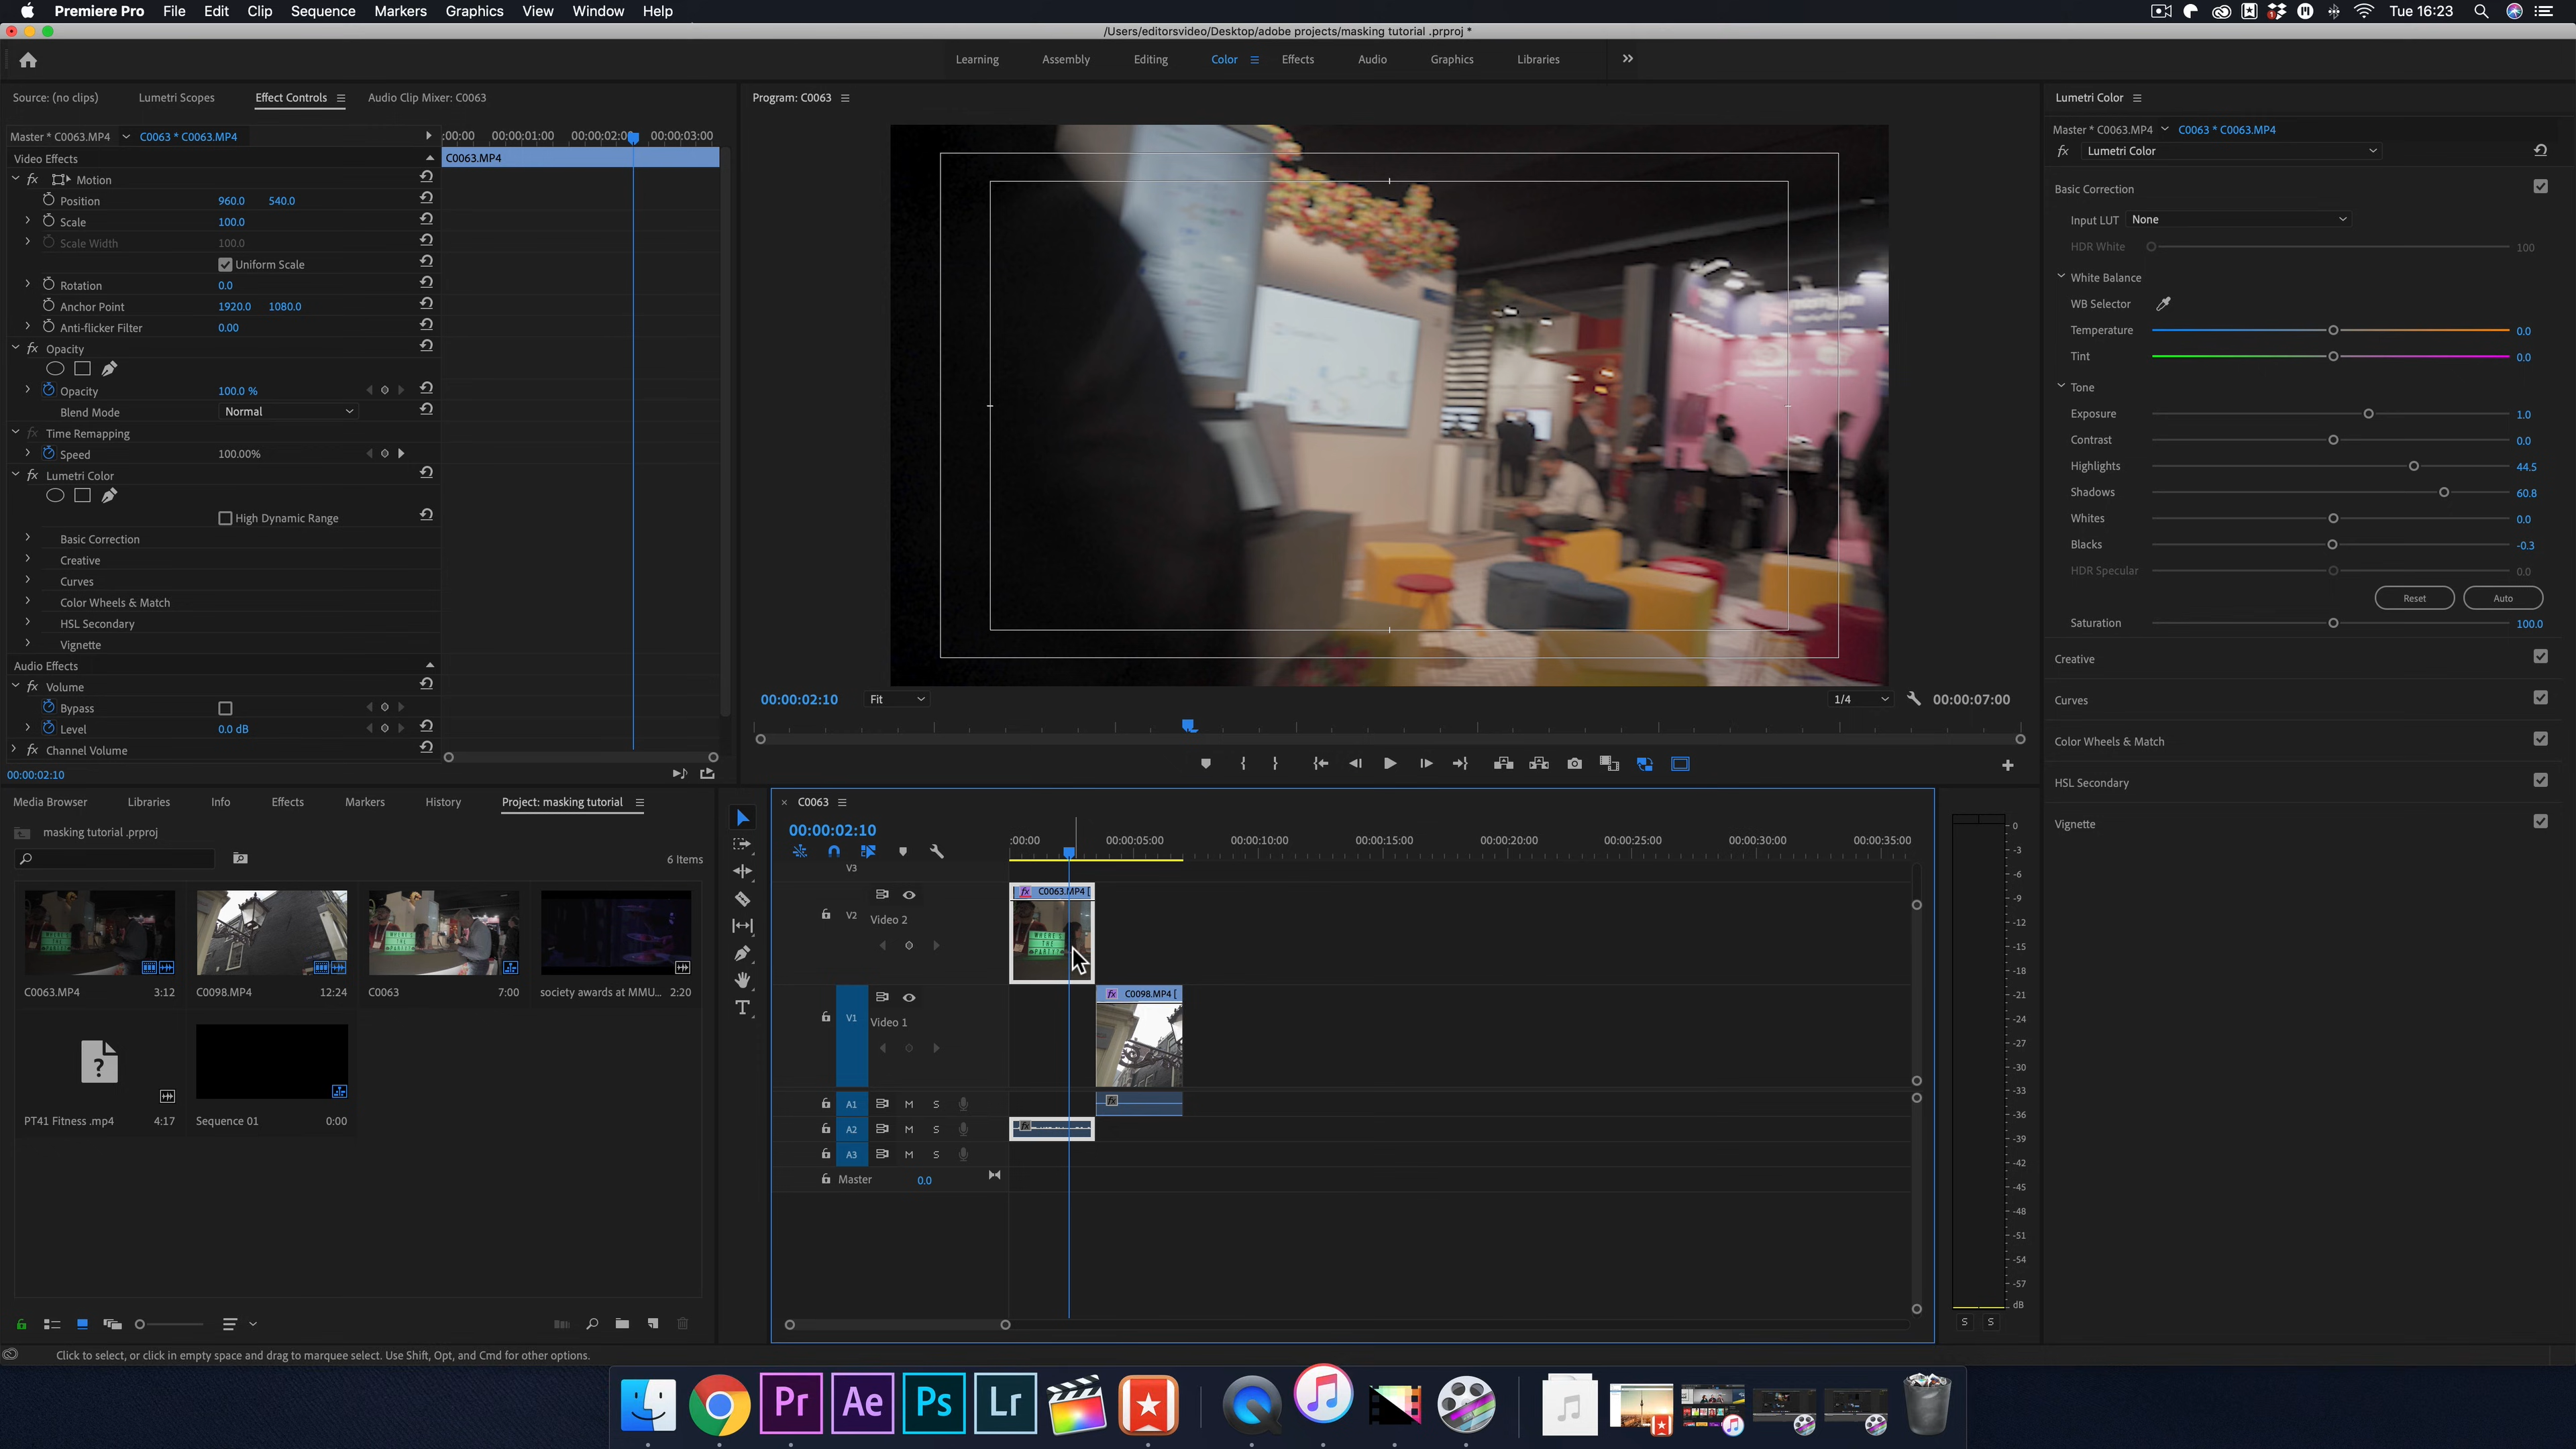 Premiere Pro File Edit Clip Sequence Markers Graphics View Window Help
Tue 16:23
/Users/editorsvideo/Desktop/adobe projects/masking tutorial .prproj *
Learning Assembly Editing Color Effects Audio Graphics Libraries
Source: (no clips) Lumetri Scopes Effect Controls Audio Clip Mixer: C0063
Master * C0063.MP4 C0063 * C0063.MP4
:00:00 00:00:01:00 00:00:02:00 00:00:03:00
Video Effects
C0063.MP4
Motion
Position 960.0 540.0
Scale 100.0
Scale Width 100.0
Uniform Scale
Rotation 0.0
Anchor Point 1920.0 1080.0
Anti-flicker Filter 0.00
Opacity
Opacity 100.0 %
Blend Mode Normal
Time Remapping
Speed 100.00%
Lumetri Color
High Dynamic Range
Basic Correction
Creative
Curves
Color Wheels & Match
HSL Secondary
Vignette
Audio Effects
Volume
Bypass
Level 0.0 dB
Channel Volume
00:00:02:10
Program: C0063
00:00:02:10 Fit 1/4 00:00:07:00
Lumetri Color
Master * C0063.MP4 C0063 * C0063.MP4
fx Lumetri Color
Basic Correction
Input LUT None
HDR White 100
White Balance
WB Selector
Temperature 0.0
Tint 0.0
Tone
Exposure 1.0
Contrast 0.0
Highlights 44.5
Shadows 60.8
Whites 0.0
Blacks -0.3
HDR Specular 0.0
Reset Auto
Saturation 100.0
Creative
Curves
Color Wheels & Match
HSL Secondary
Vignette
Media Browser Libraries Info Effects Markers History Project: masking tutorial
masking tutorial .prproj
6 Items
C0063.MP4 3:12
C0098.MP4 12:24
C0063 7:00
society awards at MMU... 2:20
PT41 Fitness .mp4 4:17
Sequence 01 0:00
C0063
00:00:02:10
:00:00 00:00:05:00 00:00:10:00 00:00:15:00 00:00:20:00 00:00:25:00 00:00:30:00 00:00:35:00
V3
C0063.MP4 [
V2 Video 2
WHERE'S
THE
PARTY
C0098.MP4 [
V1 Video 1
A1 M S
A2 M S
A3 M S
Master 0.0
0
-3
-6
-9
-12
-15
-18
-21
-24
-27
-30
-33
-36
-39
-42
-45
-48
-51
-54
-57
dB
S S
Click to select, or click in empty space and drag to marquee select. Use Shift, Opt, and Cmd for other options.
Pr Ae Ps Lr